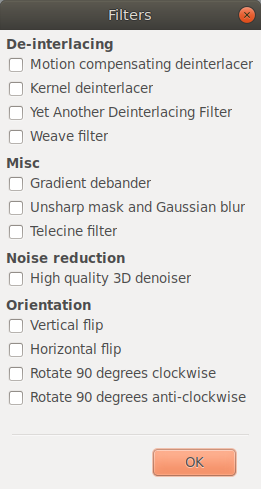 Filters
De-interlacing
Motion compensating deinterlacer
Kernel deinterlacer
Yet Another Deinterlacing Filter
Weave filter
Misc
Gradient debander
Unsharp mask and Gaussian blur
Telecine filter
Noise reduction
High quality 3D denoiser
Orientation
Vertical flip
Horizontal flip
Rotate 90 degrees clockwise
Rotate 90 degrees anti-clockwise
OK